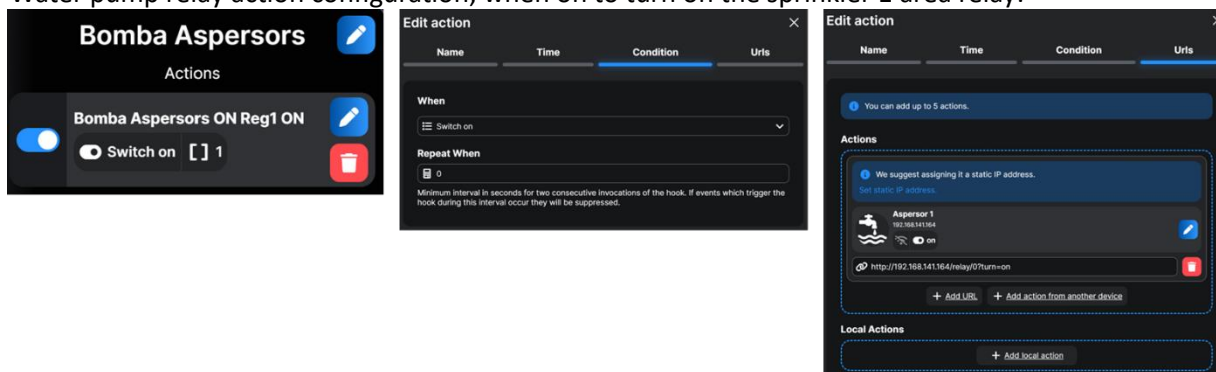 Water pump relay action configuration, when on to turn on the sprinkler 1 area relay:
Bomba Aspersors
Actions
Bomba Aspersors ON Reg1 ON
Switch on [ ] 1
Edit action
Name Time Condition Urls
When
Switch on
Repeat When
0
Minimum interval in seconds for two consecutive invocations of the hook. If events which trigger the
hook during this interval occur they will be suppressed.
Edit action
Name Time Condition Urls
You can add up to 5 actions.
Actions
We suggest assigning it a static IP address.
Set static IP address.
Aspersor 1
192.168.141.164
on
http://192.168.141.164/relay/0?turn=on
+ Add URL + Add action from another device
Local Actions
+ Add local action